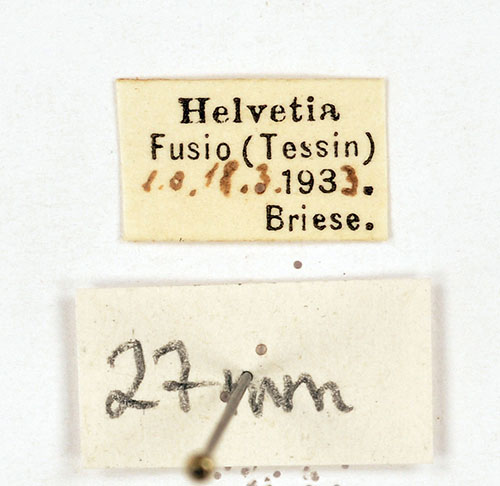 Helvetia
Fusio (Tessin)
1933.
Briese.
27 mm